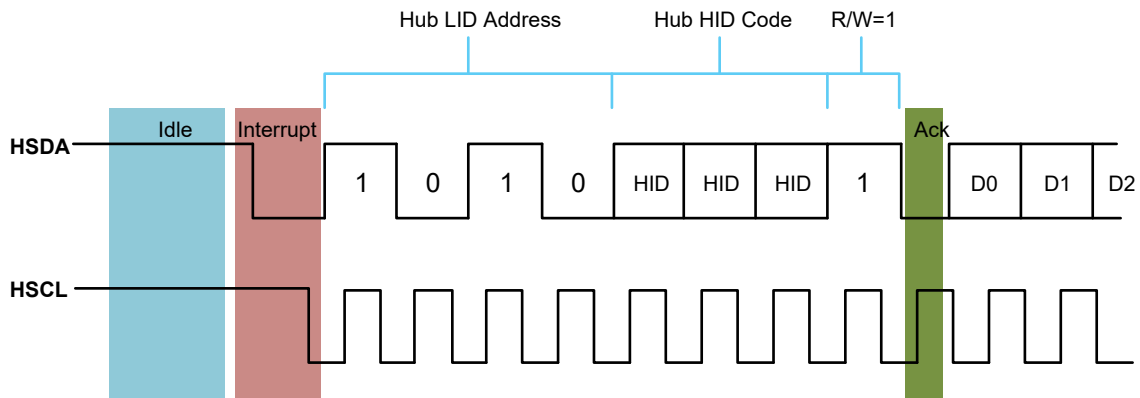 Hub LID Address Hub HID Code R/W=1
Idle Interrupt Ack
HSDA
1 0 1 0 HID HID HID 1 D0 D1 D2
HSCL